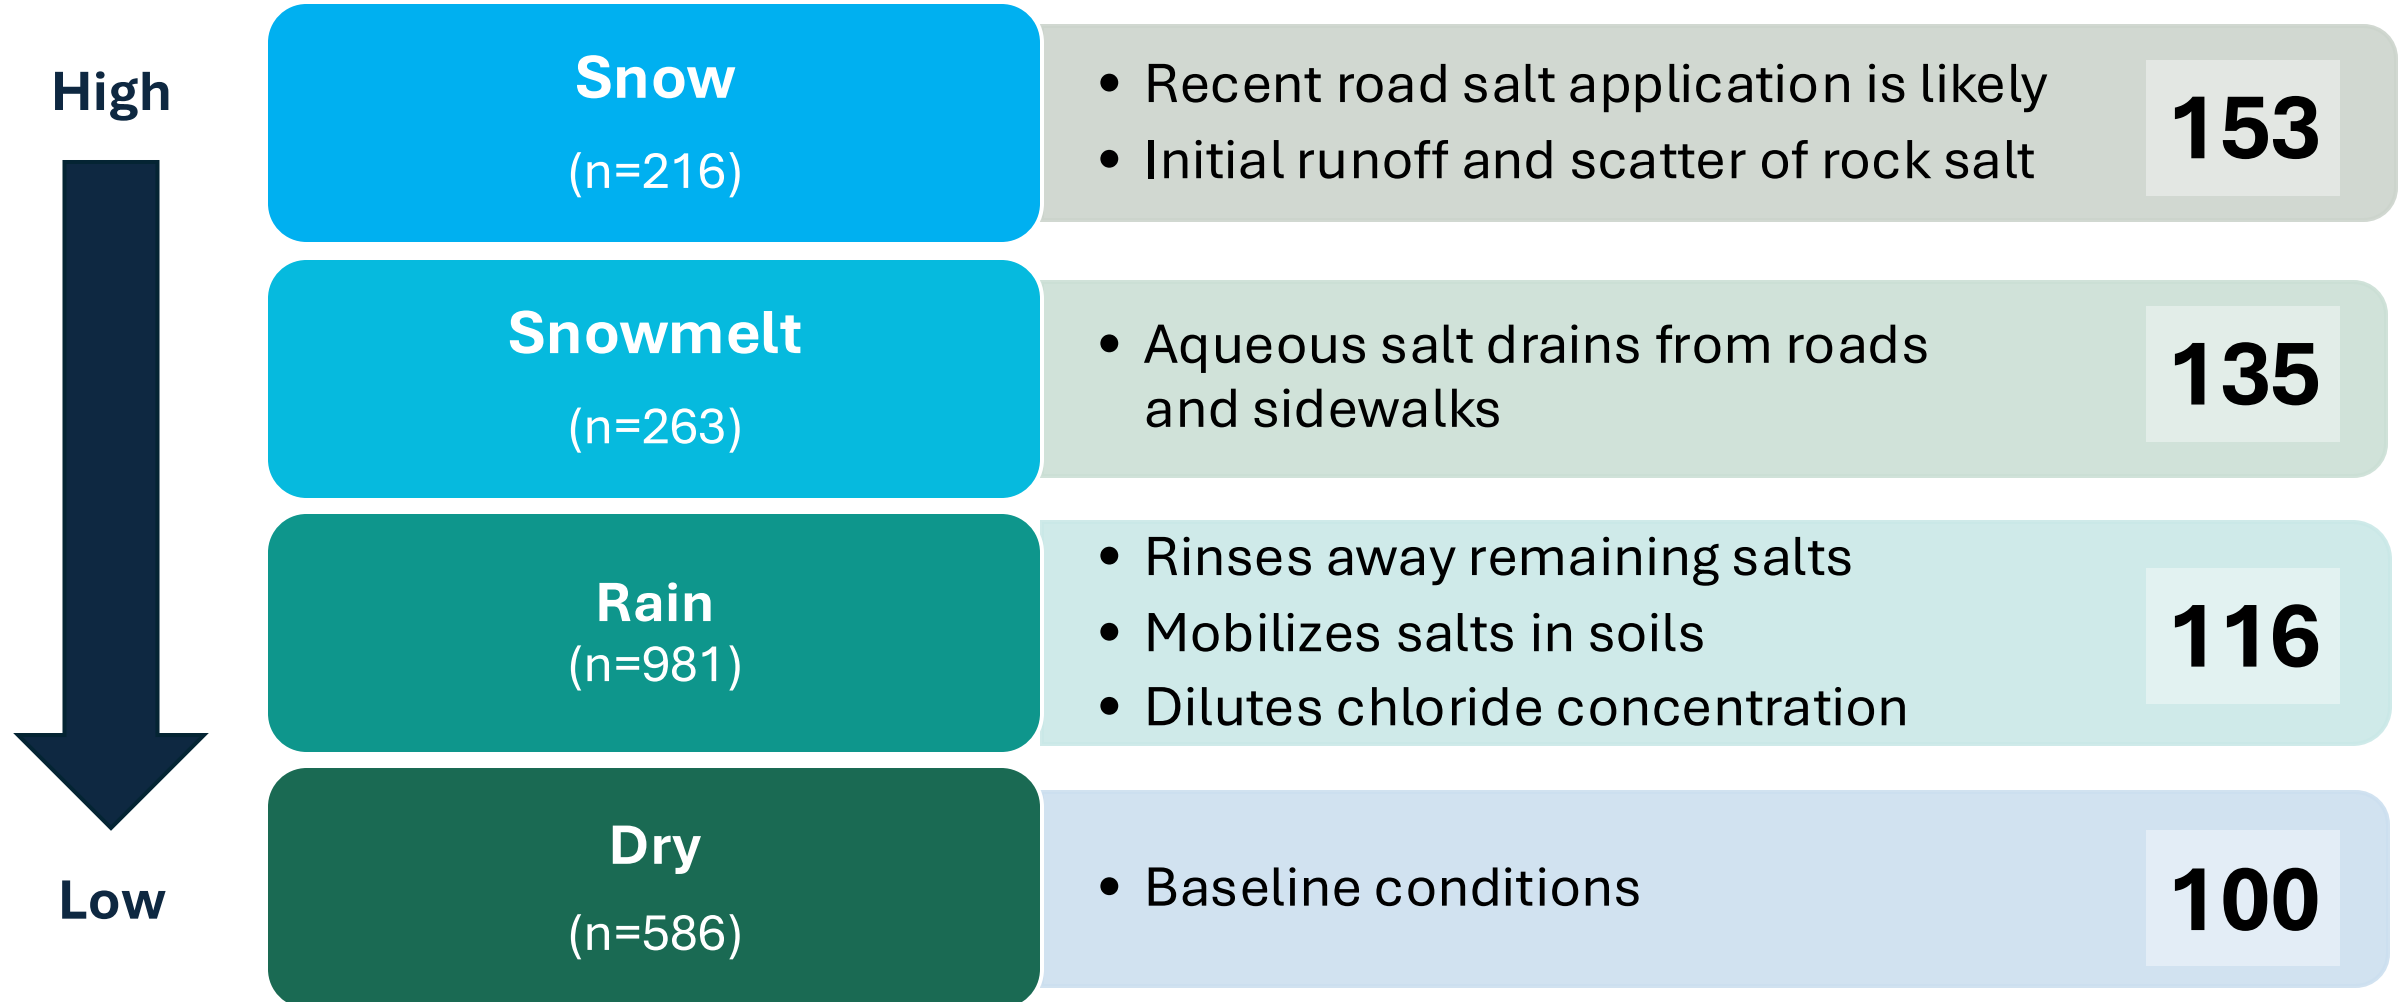 High
Snow
(n=216)
• Recent road salt application is likely
• Initial runoff and scatter of rock salt
153
Snowmelt
(n=263)
• Aqueous salt drains from roads
and sidewalks
135
Rain
(n=981)
• Rinses away remaining salts
• Mobilizes salts in soils
• Dilutes chloride concentration
116
Low
Dry
(n=586)
• Baseline conditions
100